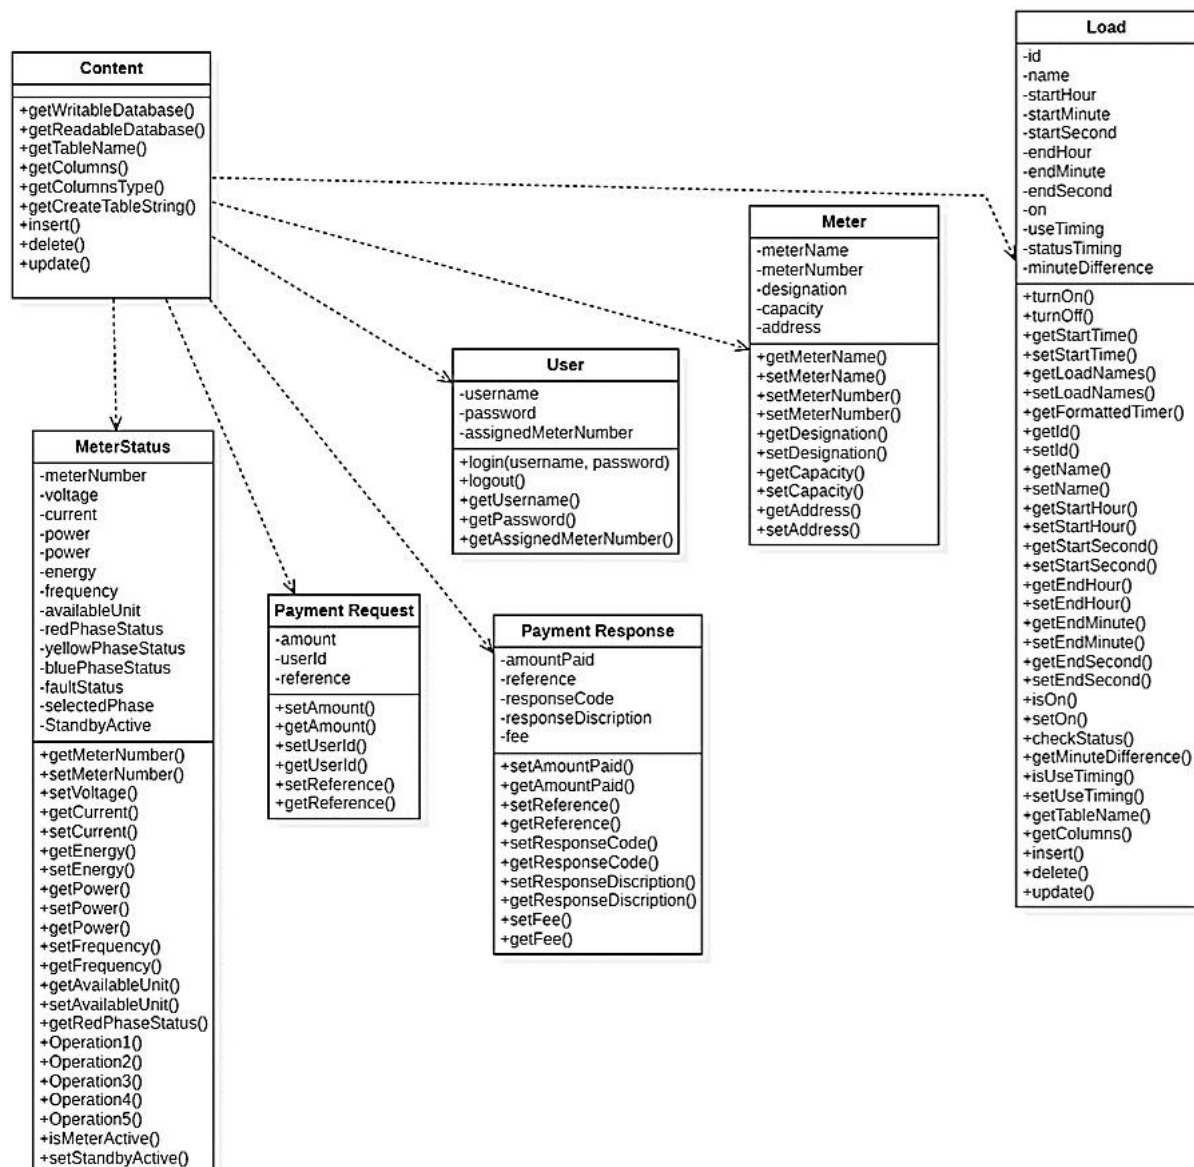 Content
+getWritableDatabase()
+getReadableDatabase()
+getTableName()
+getColumns()
+getColumnsType()
+getCreateTableString()
+insert()
+delete()
+update()
Load
-id
-name
-startHour
-startMinute
-startSecond
-endHour
-endMinute
-endSecond
-on
-useTiming
-statusTiming
-minuteDifference
+turnOn()
+turnOff()
+getStartTime()
+setStartTime()
+getLoadNames()
+setLoadNames()
+getFormattedTimer()
+getId()
+setId()
+getName()
+setName()
+getStartHour()
+setStartHour()
+getStartSecond()
+setStartSecond()
+getEndHour()
+setEndHour()
+getEndMinute()
+setEndMinute()
+getEndSecond()
+setEndSecond()
+isOn()
+setOn()
+checkStatus()
+getMinuteDifference()
+isUseTiming()
+setUseTiming()
+getTableName()
+getColumns()
+insert()
+delete()
+update()
Meter
-meterName
-meterNumber
-designation
-capacity
-address
+getMeterName()
+setMeterName()
+setMeterNumber()
+setMeterNumber()
+getDesignation()
+setDesignation()
+getCapacity()
+setCapacity()
+getAddress()
+setAddress()
User
-username
-password
-assignedMeterNumber
+login(username, password)
+logout()
+getUsername()
+getPassword()
+getAssignedMeterNumber()
MeterStatus
-meterNumber
-voltage
-current
-power
-power
-energy
-frequency
-availableUnit
-redPhaseStatus
-yellowPhaseStatus
-bluePhaseStatus
-faultStatus
-selectedPhase
-StandbyActive
+getMeterNumber()
+setMeterNumber()
+setVoltage()
+getCurrent()
+setCurrent()
+getEnergy()
+setEnergy()
+getPower()
+setPower()
+getPower()
+setFrequency()
+getFrequency()
+getAvailableUnit()
+setAvailableUnit()
+getRedPhaseStatus()
+Operation1()
+Operation2()
+Operation3()
+Operation4()
+Operation5()
+isMeterActive()
+setStandbyActive()
Payment Request
-amount
-userId
-reference
+setAmount()
+getAmount()
+setUserId()
+getUserId()
+setReference()
+getReference()
Payment Response
-amountPaid
-reference
-responseCode
-responseDiscription
-fee
+setAmountPaid()
+getAmountPaid()
+setReference()
+getReference()
+setResponseCode()
+getResponseCode()
+setResponseDiscription()
+getResponseDiscription()
+setFee()
+getFee()